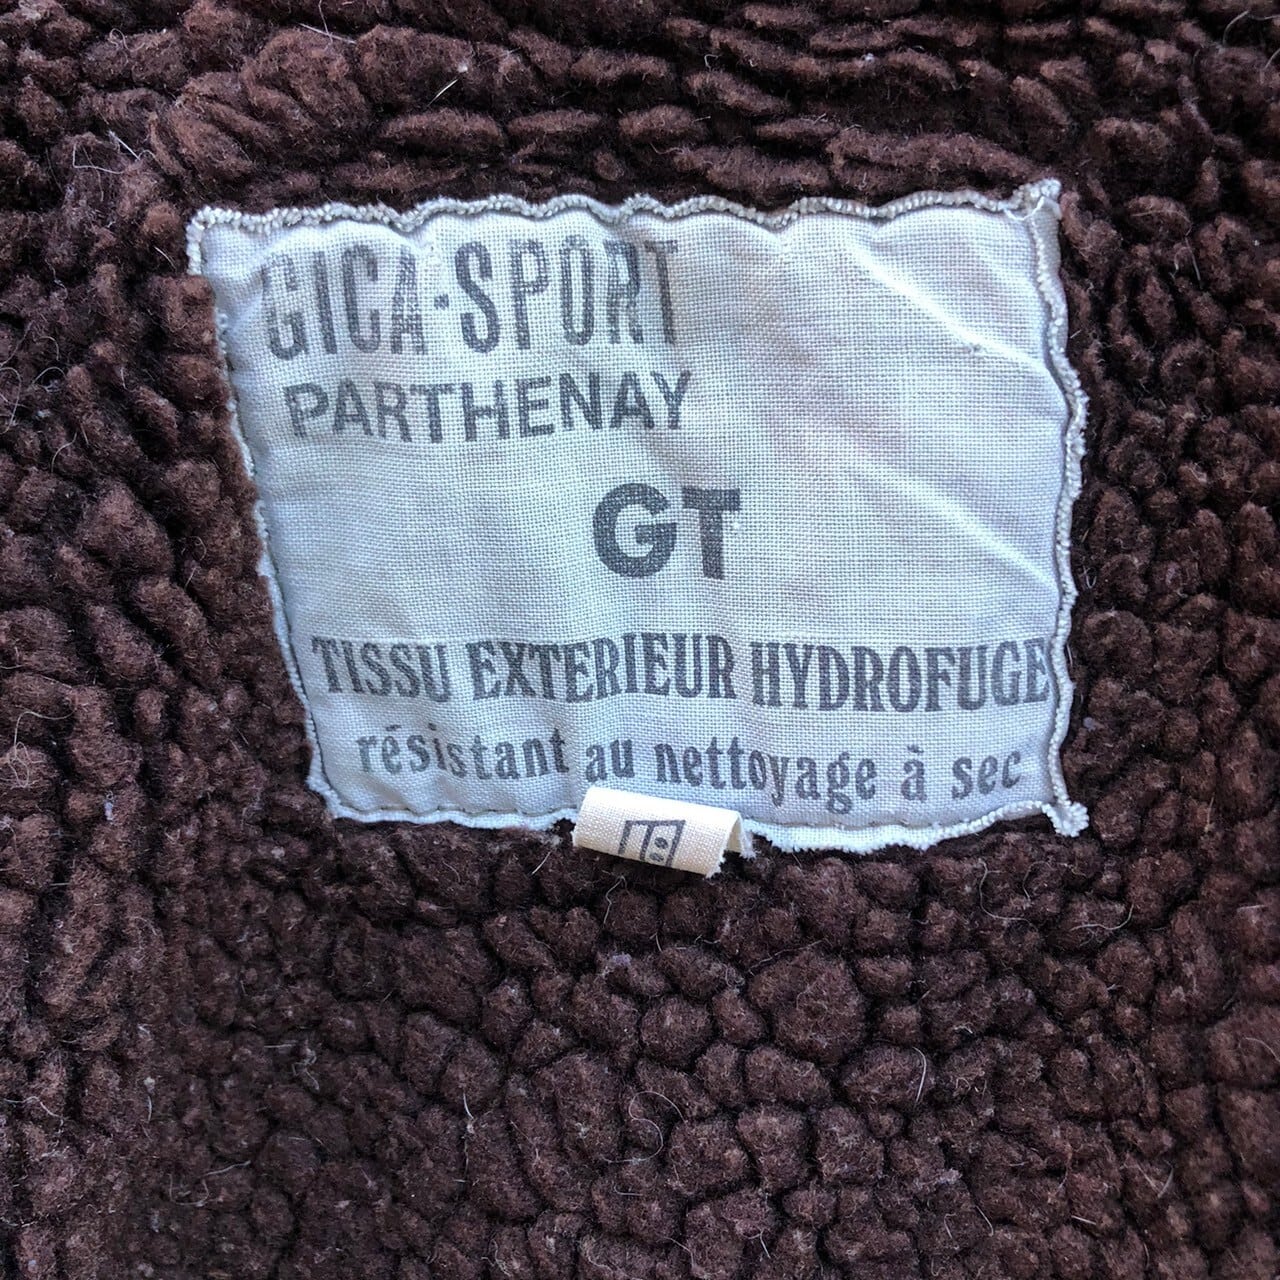 GICA-SPORT
PARTHENAY
GT
TISSU EXTERIEUR HYDROFUGE
résistant au nettoyage à sec